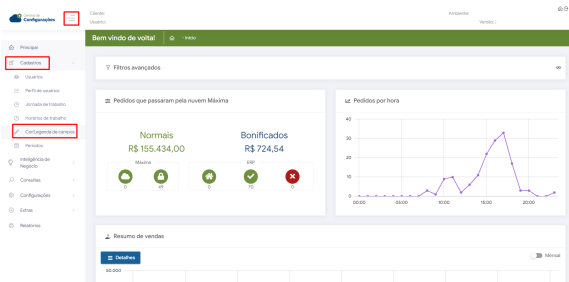 Central de
Configurações
Cliente:
Usuário:
Ambiente:
Versão :
Bem vindo de volta!
Início
Principal
Cadastros
Usuários
Perfil de usuários
Jornada de trabalho
Horários de trabalho
Cor/Legenda de campos
Períodos
Inteligência de
Negócio
Consultas
Configurações
Extras
Relatórios
Filtros avançados
Pedidos que passaram pela nuvem Máxima
Normais
Bonificados
R$ 155.434,00
R$ 724,54
Máxima
ERP
0
49
0
70
0
Pedidos por hora
40
30
20
10
0
00:00
05:00
10:00
15:00
20:00
Resumo de vendas
Detalhes
Mensal
50.000